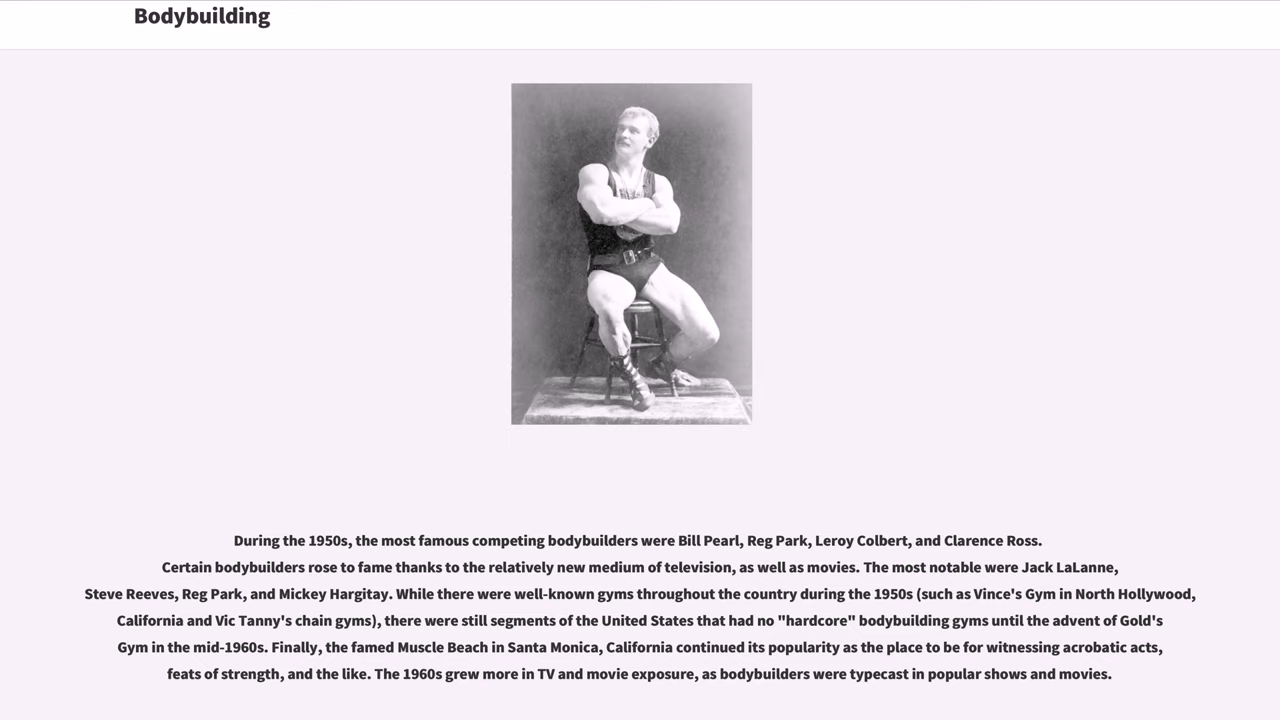 Bodybuilding
During the 1950s, the most famous competing bodybuilders were Bill Pearl, Reg Park, Leroy Colbert, and Clarence Ross.
Certain bodybuilders rose to fame thanks to the relatively new medium of television, as well as movies. The most notable were Jack LaLanne,
Steve Reeves, Reg Park, and Mickey Hargitay. While there were well-known gyms throughout the country during the 1950s (such as Vince's Gym in North Hollywood,
California and Vic Tanny's chain gyms), there were still segments of the United States that had no "hardcore" bodybuilding gyms until the advent of Gold's
Gym in the mid-1960s. Finally, the famed Muscle Beach in Santa Monica, California continued its popularity as the place to be for witnessing acrobatic acts,
feats of strength, and the like. The 1960s grew more in TV and movie exposure, as bodybuilders were typecast in popular shows and movies.